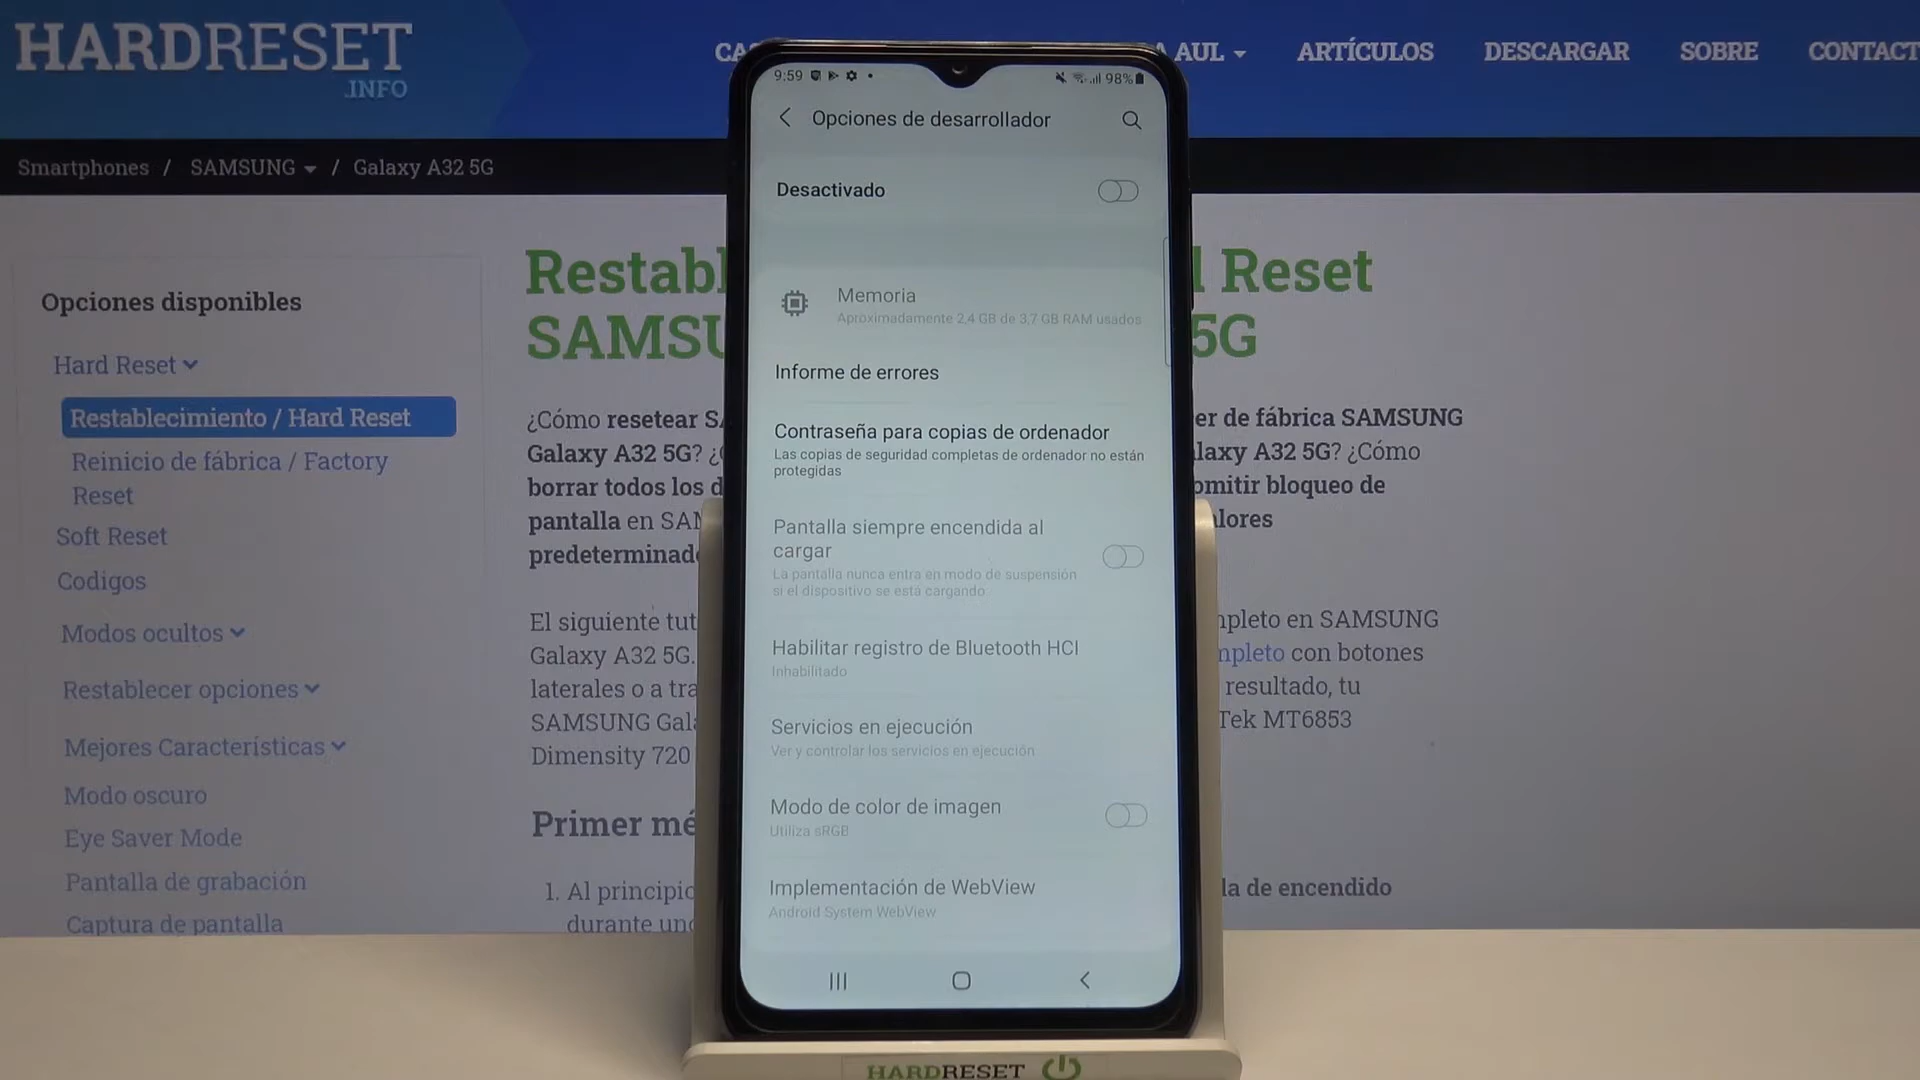 HARDRESET
.INFO
CA
A AUL
ARTÍCULOS
DESCARGAR
SOBRE
CONTACT
Smartphones / SAMSUNG / Galaxy A32 5G
Opciones disponibles
Hard Reset
Restablecimiento / Hard Reset
Reinicio de fábrica / Factory
Reset
Soft Reset
Codigos
Modos ocultos
Restablecer opciones
Mejores Características
Modo oscuro
Eye Saver Mode
Pantalla de grabación
Captura de pantalla
Restabl
l Reset
SAMSU
5G
¿Cómo resetear SA
er de fábrica SAMSUNG
Galaxy A32 5G? ¿C
laxy A32 5G? ¿Cómo
borrar todos los d
omitir bloqueo de
pantalla en SAM
alores
predeterminado
El siguiente tut
mpleto en SAMSUNG
Galaxy A32 5G.
mpleto con botones
laterales o a tra
resultado, tu
SAMSUNG Gala
Tek MT6853
Dimensity 720
Primer mé
1. Al principio
la de encendido
durante uno
9:59
98%
Opciones de desarrollador
Desactivado
Memoria
Aproximadamente 2,4 GB de 3,7 GB RAM usados
Informe de errores
Contraseña para copias de ordenador
Las copias de seguridad completas de ordenador no están
protegidas
Pantalla siempre encendida al
cargar
La pantalla nunca entra en modo de suspensión
si el dispositivo se está cargando
Habilitar registro de Bluetooth HCI
Inhabilitado
Servicios en ejecución
Ver y controlar los servicios en ejecución
Modo de color de imagen
Utiliza sRGB
Implementación de WebView
Android System WebView
HARDRESET